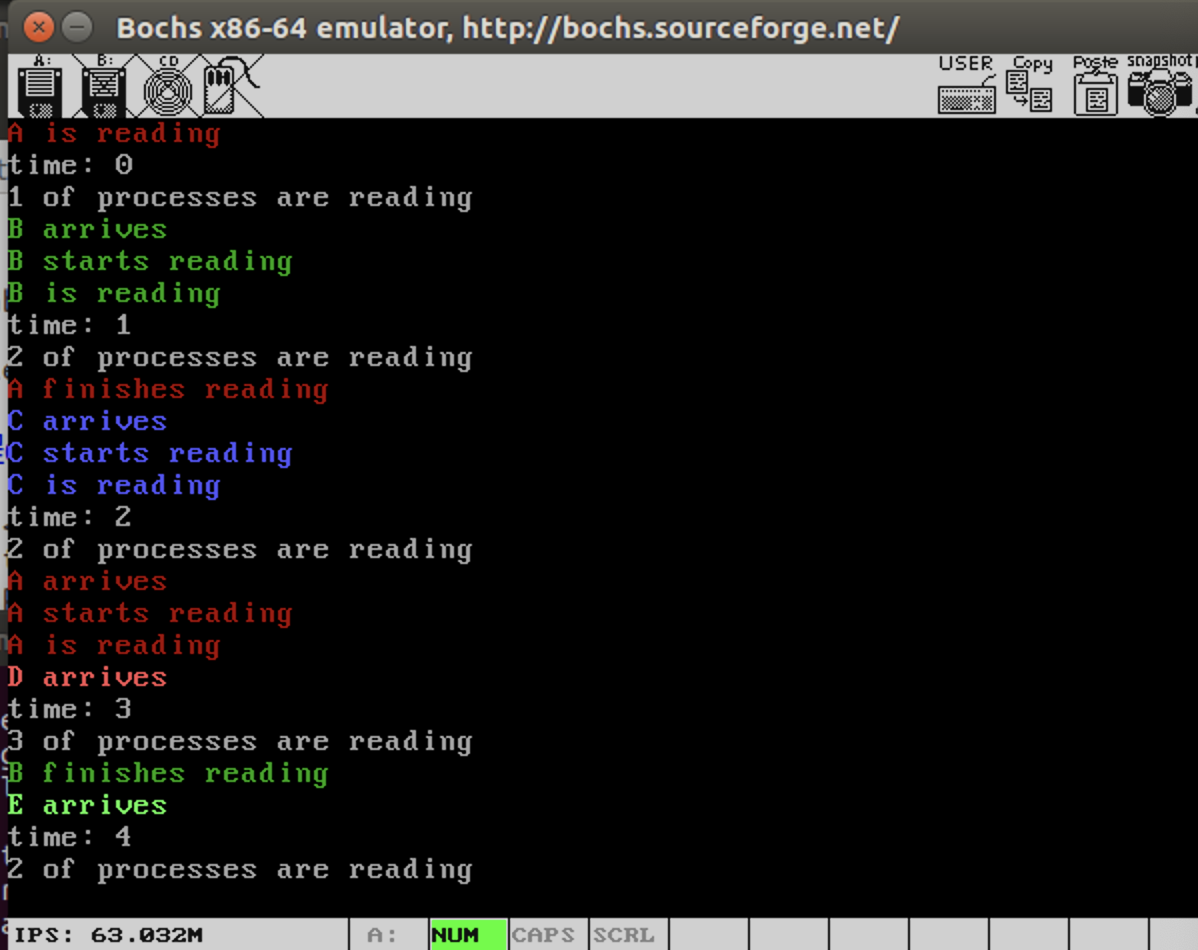 Bochs x86-64 emulator, http://bochs.sourceforge.net/
A: B: CD USER Copy Paste snapshot
A is reading
time: 0
1 of processes are reading
B arrives
B starts reading
B is reading
time: 1
2 of processes are reading
A finishes reading
C arrives
C starts reading
C is reading
time: 2
2 of processes are reading
A arrives
A starts reading
A is reading
D arrives
time: 3
3 of processes are reading
B finishes reading
E arrives
time: 4
2 of processes are reading
IPS: 63.032M A: NUM CAPS SCRL